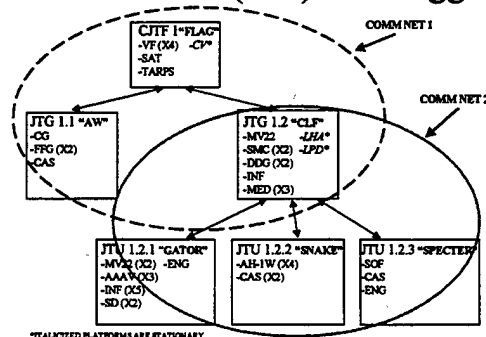 COMM NET 1
CJTF 1 "FLAG"
-VF (X4) -CV*
-SAT
-TARPS
COMM NET 2
JTG 1.1 "AW"
-CG
-FFG (X2)
-CAS
JTG 1.2 "CLF"
-MV22 -LHA*
-SMC (X2) -LPD*
-DDG (X2)
-INF
-MED (X3)
JTU 1.2.1 "GATOR"
-MV22 (X2) -ENG
-AAAV (X3)
-INF (X5)
-SD (X2)
JTU 1.2.2 "SNAKE"
-AH-1W (X4)
-CAS (X2)
JTU 1.2.3 "SPECTER"
-SOF
-CAS
-ENG
*ITALICIZED PLATFORMS ARE STATIONARY